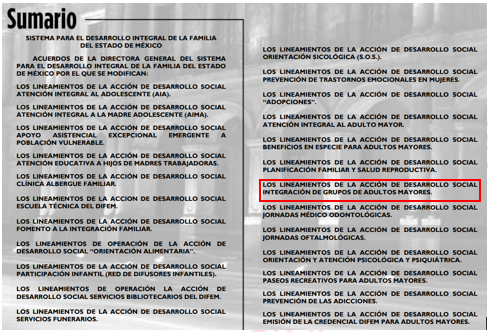 Sumario
SISTEMA PARA EL DESARROLLO INTEGRAL DE LA FAMILIA
DEL ESTADO DE MÉXICO
ACUERDOS DE LA DIRECTORA GENERAL DEL SISTEMA
PARA EL DESARROLLO INTEGRAL DE LA FAMILIA DEL ESTADO
DE MÉXICO POR EL QUE SE MODIFICAN:
LOS LINEAMIENTOS DE LA ACCIÓN DE DESARROLLO SOCIAL
ATENCIÓN INTEGRAL AL ADOLESCENTE (AIA).
LOS LINEAMIENTOS DE LA ACCIÓN DE DESARROLLO SOCIAL
ATENCIÓN INTEGRAL A LA MADRE ADOLESCENTE (AIMA).
LOS LINEAMIENTOS DE LA ACCIÓN DE DESARROLLO SOCIAL
APOYO ASISTENCIAL EXCEPCIONAL EMERGENTE A
POBLACIÓN VULNERABLE.
LOS LINEAMIENTOS DE LA ACCIÓN DE DESARROLLO SOCIAL
ATENCIÓN EDUCATIVA A HIJOS DE MADRES TRABAJADORAS.
LOS LINEAMIENTOS DE LA ACCIÓN DE DESARROLLO SOCIAL
CLÍNICA ALBERGUE FAMILIAR.
LOS LINEAMIENTOS DE LA ACCION DE DESARROLLO SOCIAL
ESCUELA TÉCNICA DEL DIFEM.
LOS LINEAMIENTOS DE LA ACCIÓN DE DESARROLLO SOCIAL
FOMENTO A LA INTEGRACIÓN FAMILIAR.
LOS LINEAMIENTOS DE OPERACIÓN DE LA ACCIÓN DE
DESARROLLO SOCIAL "ORIENTACIÓN ALIMENTARIA".
LOS LINEAMIENTOS DE LA ACCIÓN DE DESARROLLO SOCIAL
PARTICIPACIÓN INFANTIL (RED DE DIFUSORES INFANTILES).
LOS LINEAMIENTOS DE OPERACIÓN LA ACCIÓN DE
DESARROLLO SOCIAL SERVICIOS BIBLIOTECARIOS DEL DIFEM.
LOS LINEAMIENTOS DE LA ACCIÓN DE DESARROLLO SOCIAL
SERVICIOS FUNERARIOS.
LOS LINEAMIENTOS DE LA ACCIÓN DE DESARROLLO SOCIAL
ORIENTACIÓN SICOLÓGICA (S.O.S.).
LOS LINEAMIENTOS DE LA ACCIÓN DE DESARROLLO SOCIAL
PREVENCIÓN DE TRASTORNOS EMOCIONALES EN MUJERES.
LOS LINEAMIENTOS DE LA ACCIÓN DE DESARROLLO SOCIAL
"ADOPCIONES".
LOS LINEAMIENTOS DE LA ACCIÓN DE DESARROLLO SOCIAL
ATENCIÓN INTEGRAL AL ADULTO MAYOR.
LOS LINEAMIENTOS DE LA ACCIÓN DE DESARROLLO SOCIAL
BENEFICIOS EN ESPECIE PARA ADULTOS MAYORES.
LOS LINEAMIENTOS DE LA ACCIÓN DE DESARROLLO SOCIAL
PLANIFICACIÓN FAMILIAR Y SALUD REPRODUCTIVA.
LOS LINEAMIENTOS DE LA ACCIÓN DE DESARROLLO SOCIAL
INTEGRACIÓN DE GRUPOS DE ADULTOS MAYORES.
LOS LINEAMIENTOS DE LA ACCIÓN DE DESARROLLO SOCIAL
JORNADAS MÉDICO ODONTOLÓGICAS.
LOS LINEAMIENTOS DE LA ACCIÓN DE DESARROLLO SOCIAL
JORNADAS OFTALMOLÓGICAS.
LOS LINEAMIENTOS DE LA ACCIÓN DE DESARROLLO SOCIAL
ORIENTACIÓN Y ATENCIÓN PSICOLÓGICA Y PSIQUIÁTRICA.
LOS LINEAMIENTOS DE LA ACCIÓN DE DESARROLLO SOCIAL
PASEOS RECREATIVOS PARA ADULTOS MAYORES.
LOS LINEAMIENTOS DE LA ACCIÓN DE DESARROLLO SOCIAL
PREVENCIÓN DE LAS ADICCIONES.
LOS LINEAMIENTOS DE LA ACCIÓN DE DESARROLLO SOCIAL
EMISIÓN DE LA CREDENCIAL DIFEM PARA ADULTOS MAYORES.